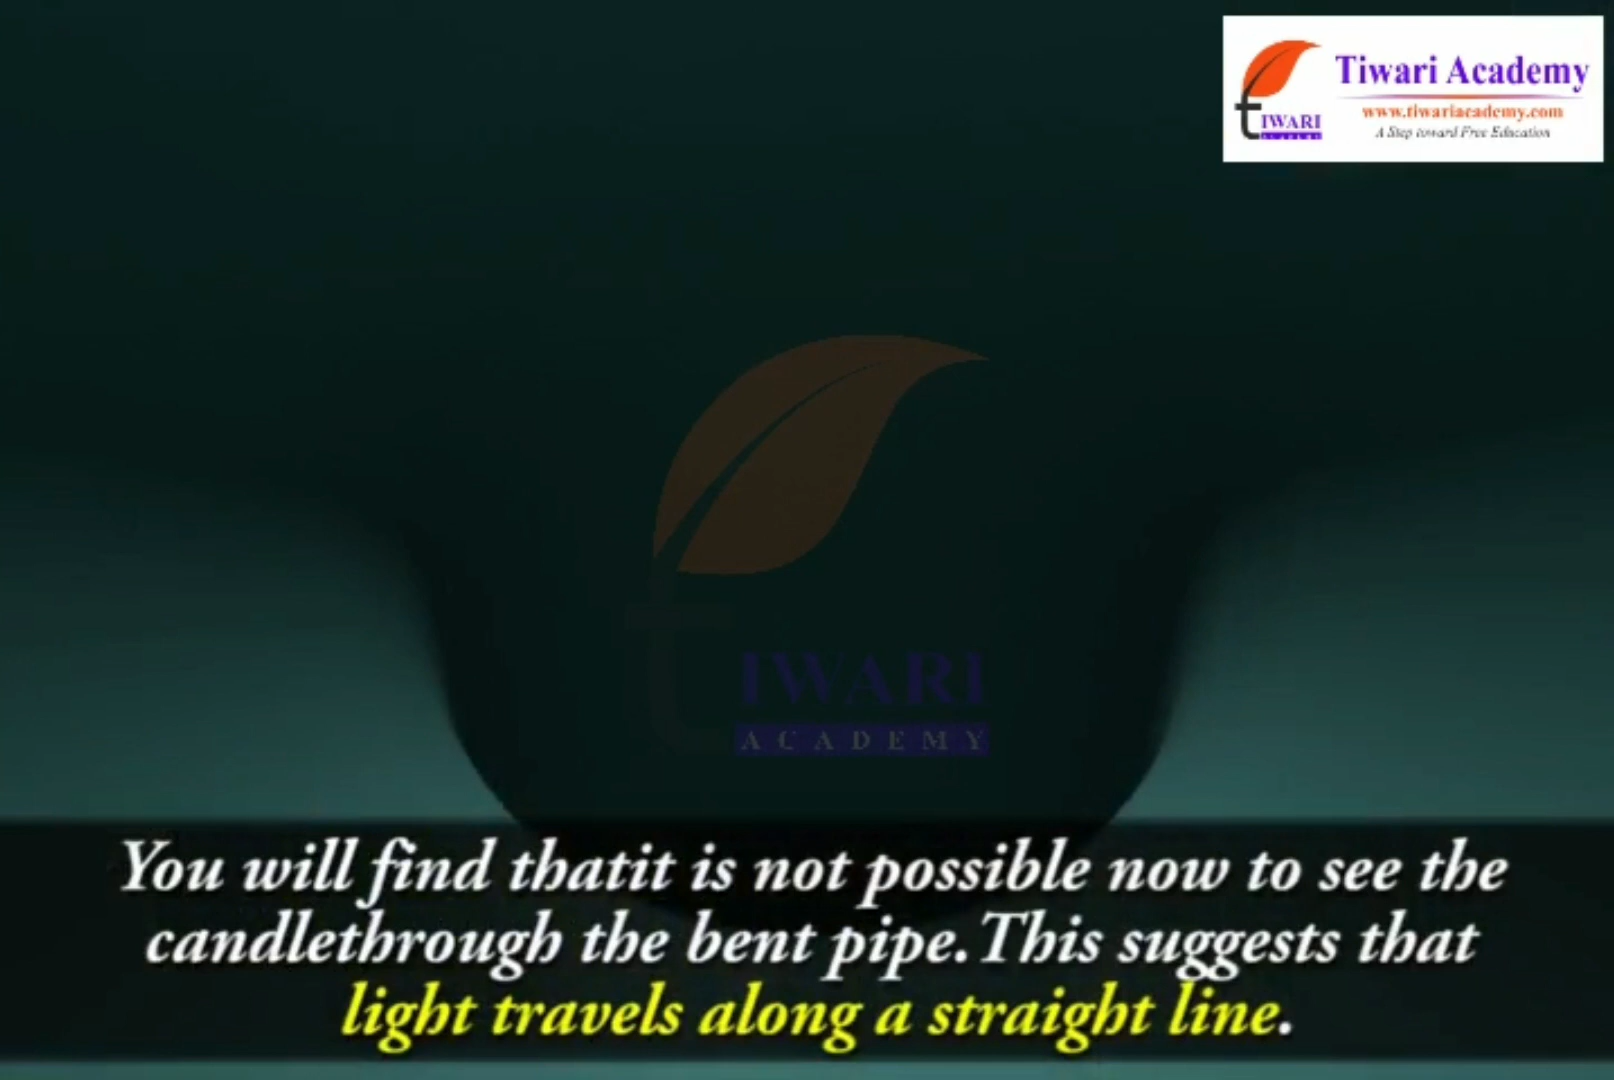 Tiwari Academy
www.tiwariacademy.com
A Step toward Free Education
tIWARI
ACADEMY
tIWARI
ACADEMY
You will find thatit is not possible now to see the
candlethrough the bent pipe.This suggests that
light travels along a straight line.